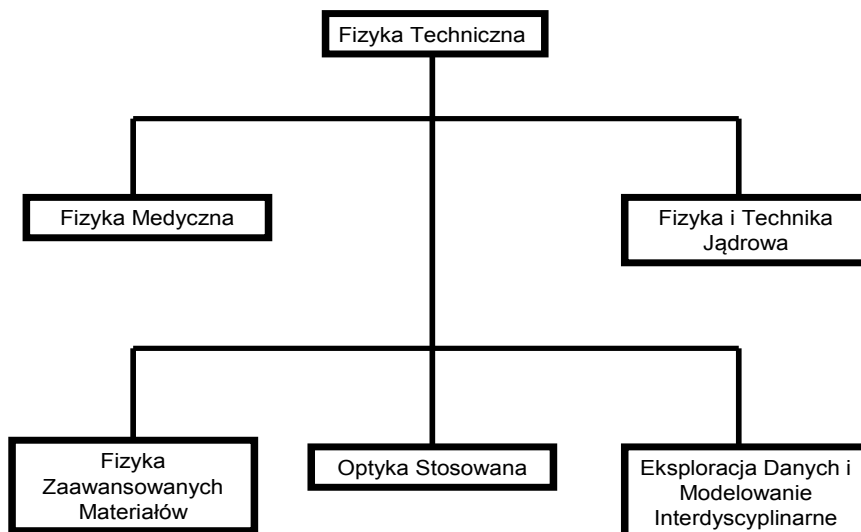 Fizyka Techniczna
Fizyka Medyczna
Fizyka i Technika
Jądrowa
Fizyka
Zaawansowanych
Materiałów
Optyka Stosowana
Eksploracja Danych i
Modelowanie
Interdyscyplinarne